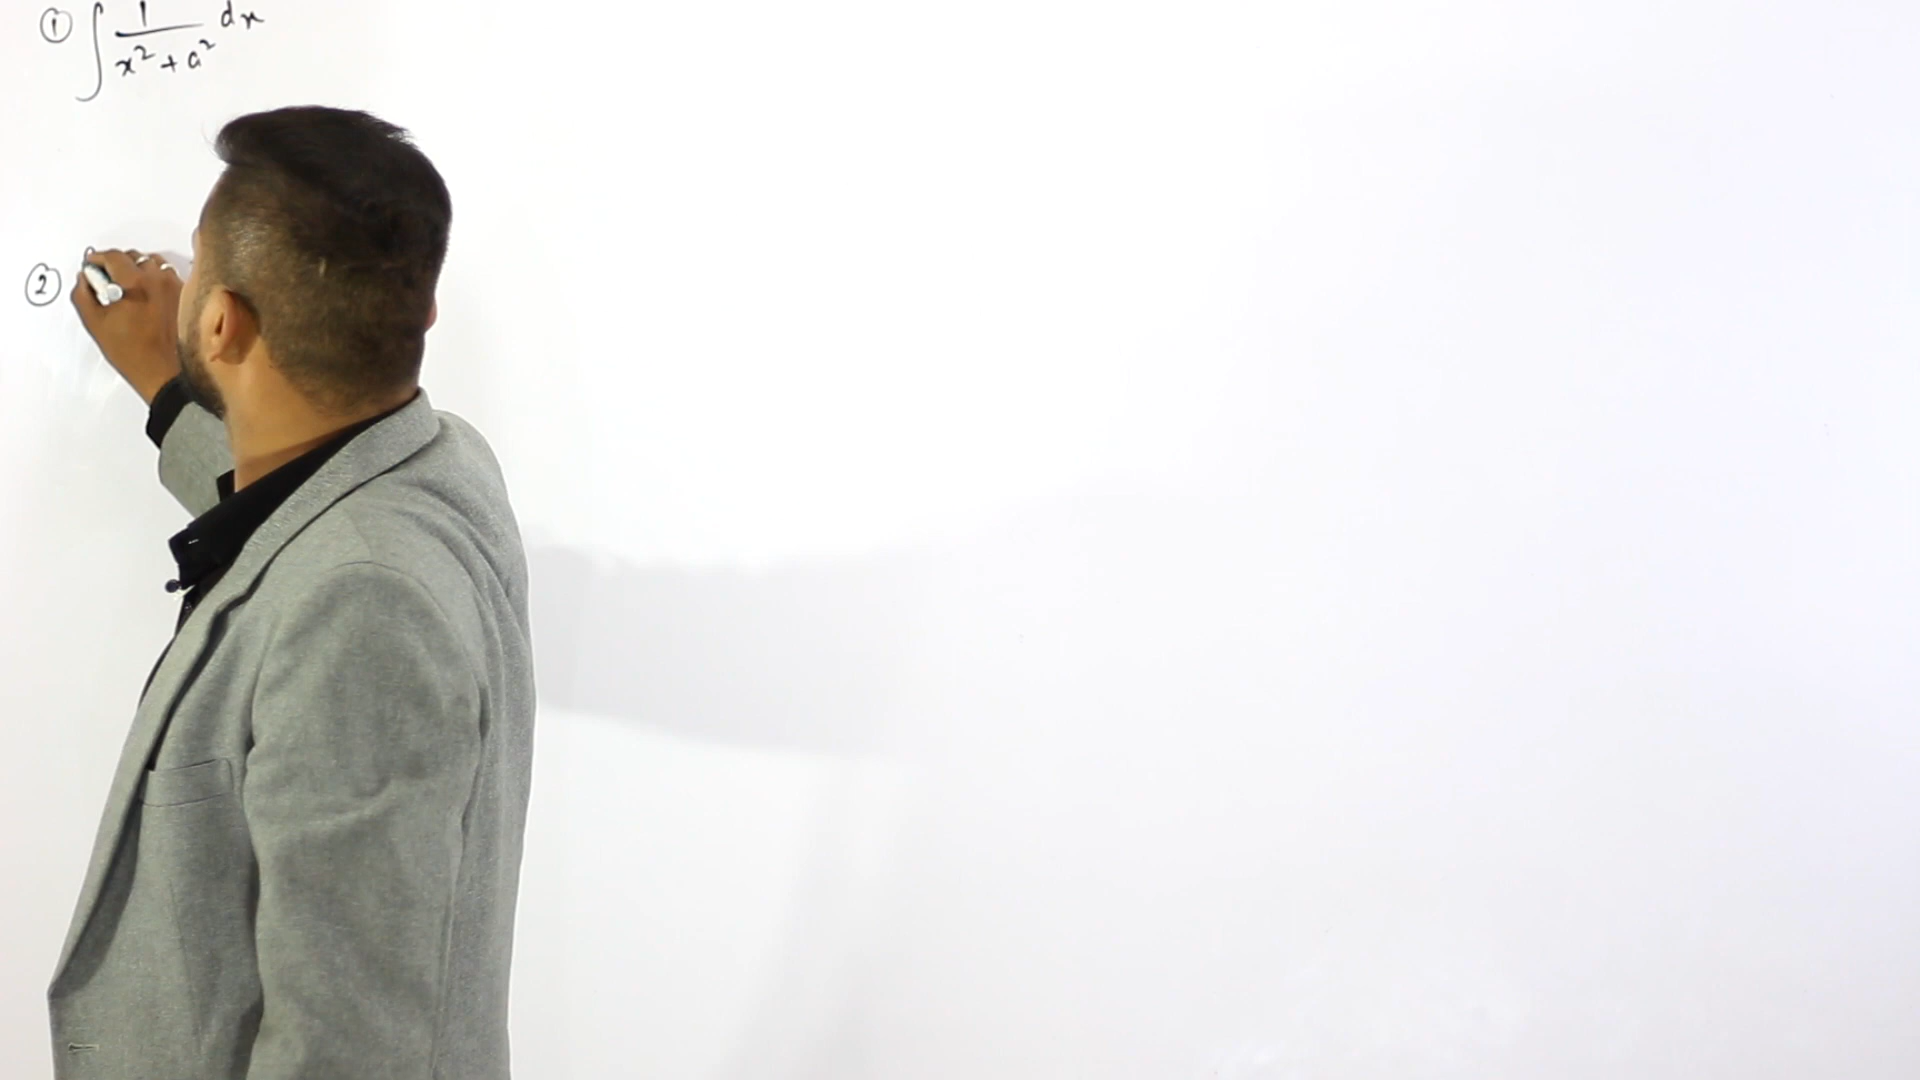 ① ∫ 1/(x² + a²) dx
②